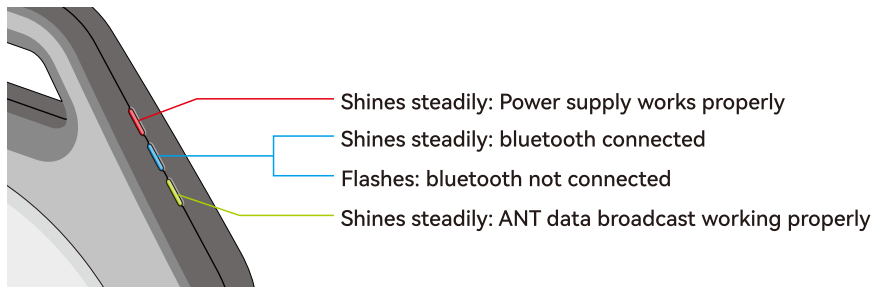 Shines steadily: Power supply works properly
Shines steadily: bluetooth connected
Flashes: bluetooth not connected
Shines steadily: ANT data broadcast working properly